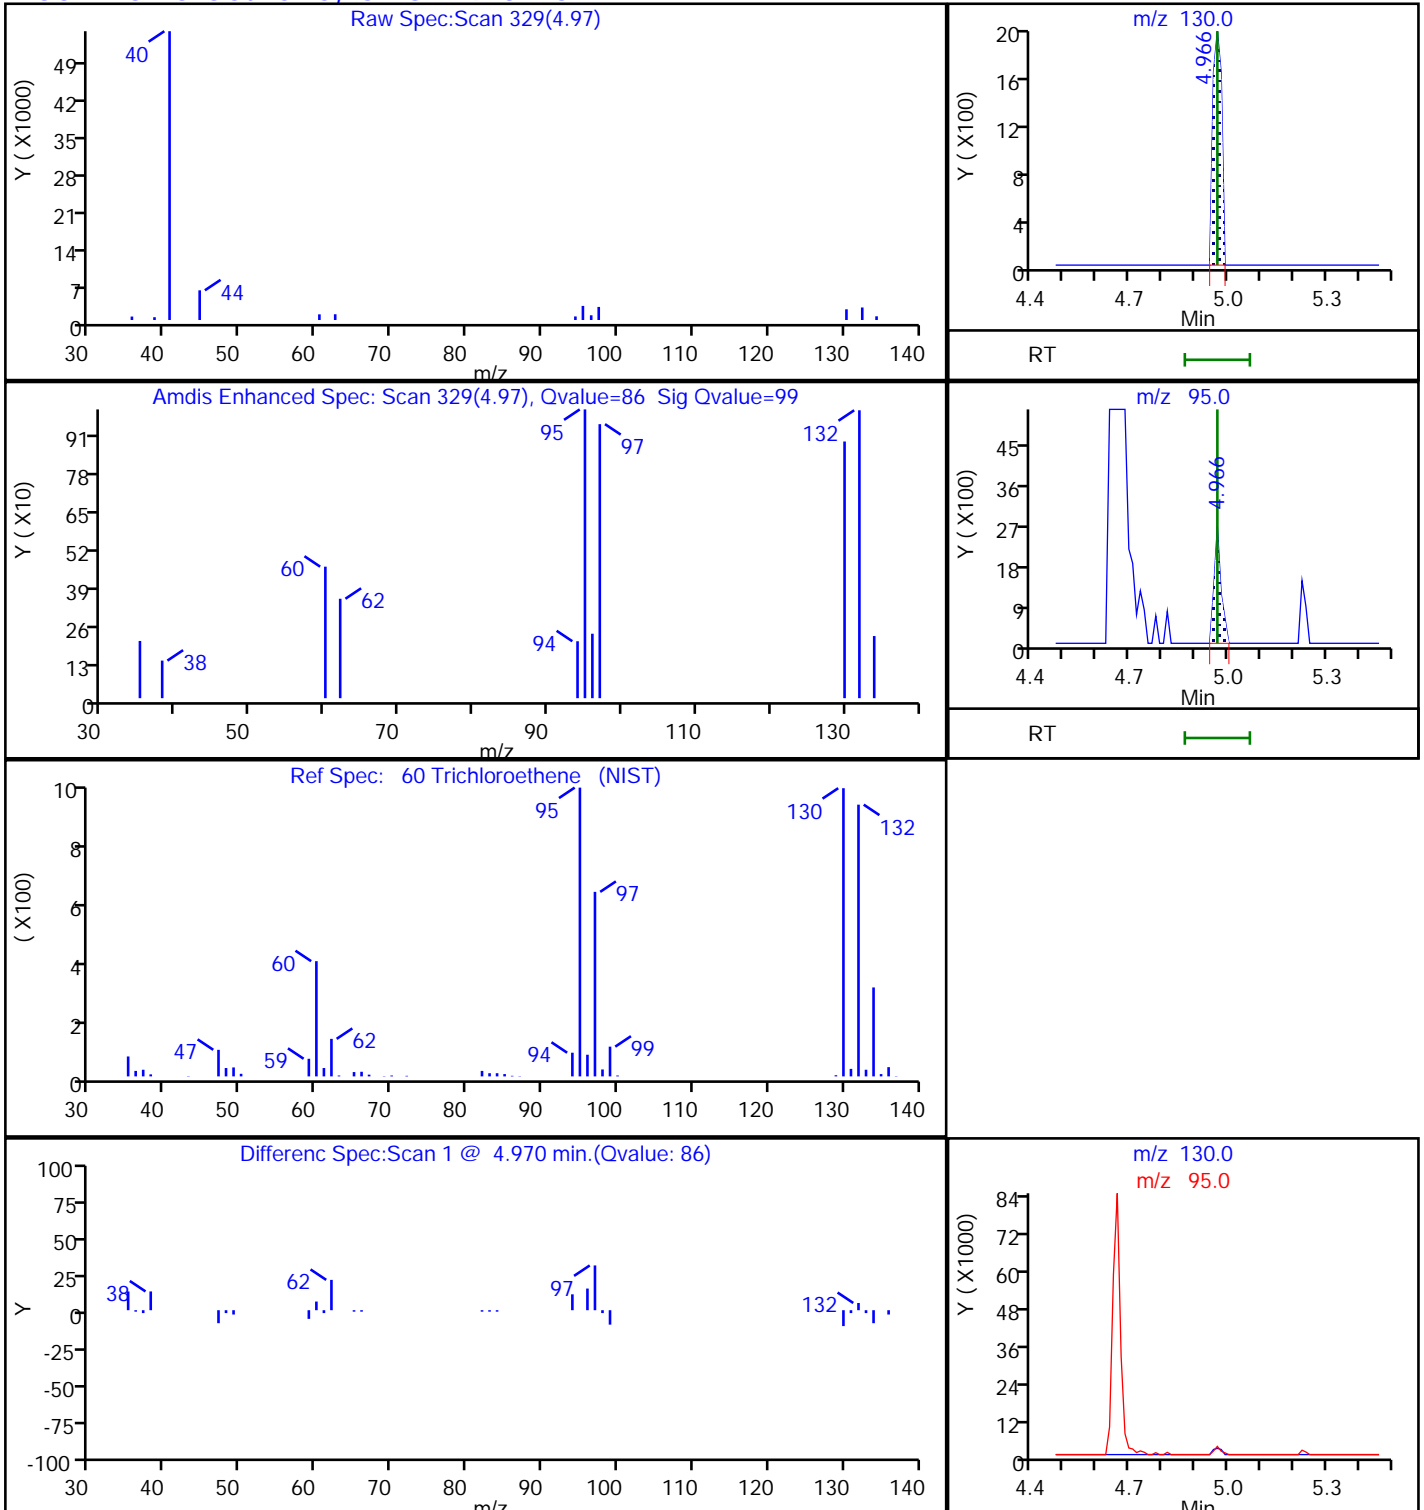 Raw Spec:Scan 329(4.97)
Y ( X1000)
49
42
35
28
21
14
7
0
40
44
30 40 50 60 70 80 90 100 110 120 130 140
m/z
m/z 130.0
Y ( X100)
20
16
12
8
4
0
4.966
4.4 4.7 5.0 5.3
Min
RT
Amdis Enhanced Spec: Scan 329(4.97), Qvalue=86 Sig Qvalue=99
Y ( X10)
91
78
65
52
39
26
13
0
38
60
62
94
95
97
132
30 50 70 90 110 130
m/z
m/z 95.0
Y ( X100)
45
36
27
18
9
0
4.966
4.4 4.7 5.0 5.3
Min
RT
Ref Spec: 60 Trichloroethene (NIST)
( X100)
10
8
6
4
2
0
47
59
60
62
94
95
97
99
130
132
30 40 50 60 70 80 90 100 110 120 130 140
Differenc Spec:Scan 1 @ 4.970 min.(Qvalue: 86)
Y
100
75
50
25
0
-25
-50
-75
-100
38
62
97
132
30 40 50 60 70 80 90 100 110 120 130 140
m/z
m/z 130.0
m/z 95.0
Y ( X1000)
84
72
60
48
36
24
12
0
4.4 4.7 5.0 5.3
Min